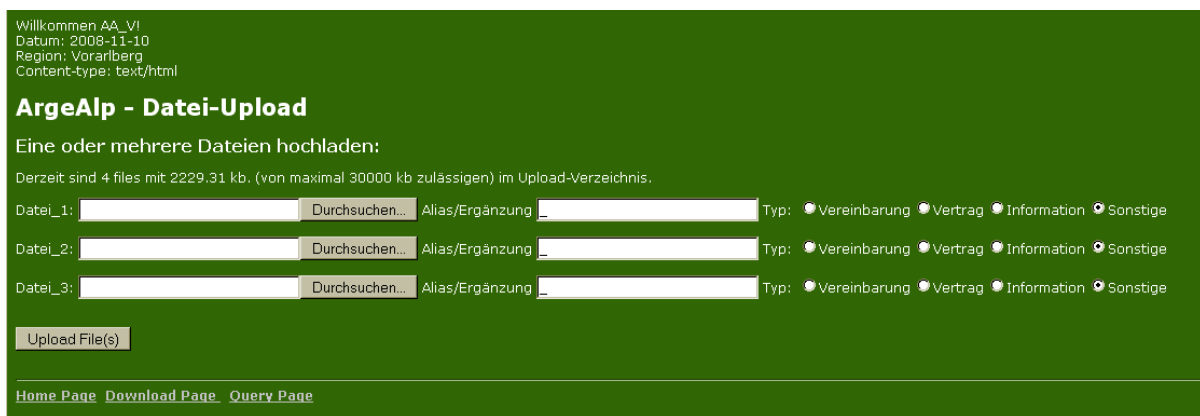 Willkommen AA_V!
Datum: 2008-11-10
Region: Vorarlberg
Content-type: text/html
ArgeAlp - Datei-Upload
Eine oder mehrere Dateien hochladen:
Derzeit sind 4 files mit 2229.31 kb. (von maximal 30000 kb zulässigen) im Upload-Verzeichnis.
Datei_1: Durchsuchen... Alias/Ergänzung _ Typ: Vereinbarung Vertrag Information Sonstige
Datei_2: Durchsuchen... Alias/Ergänzung _ Typ: Vereinbarung Vertrag Information Sonstige
Datei_3: Durchsuchen... Alias/Ergänzung _ Typ: Vereinbarung Vertrag Information Sonstige
Upload File(s)
Home Page Download Page Query Page